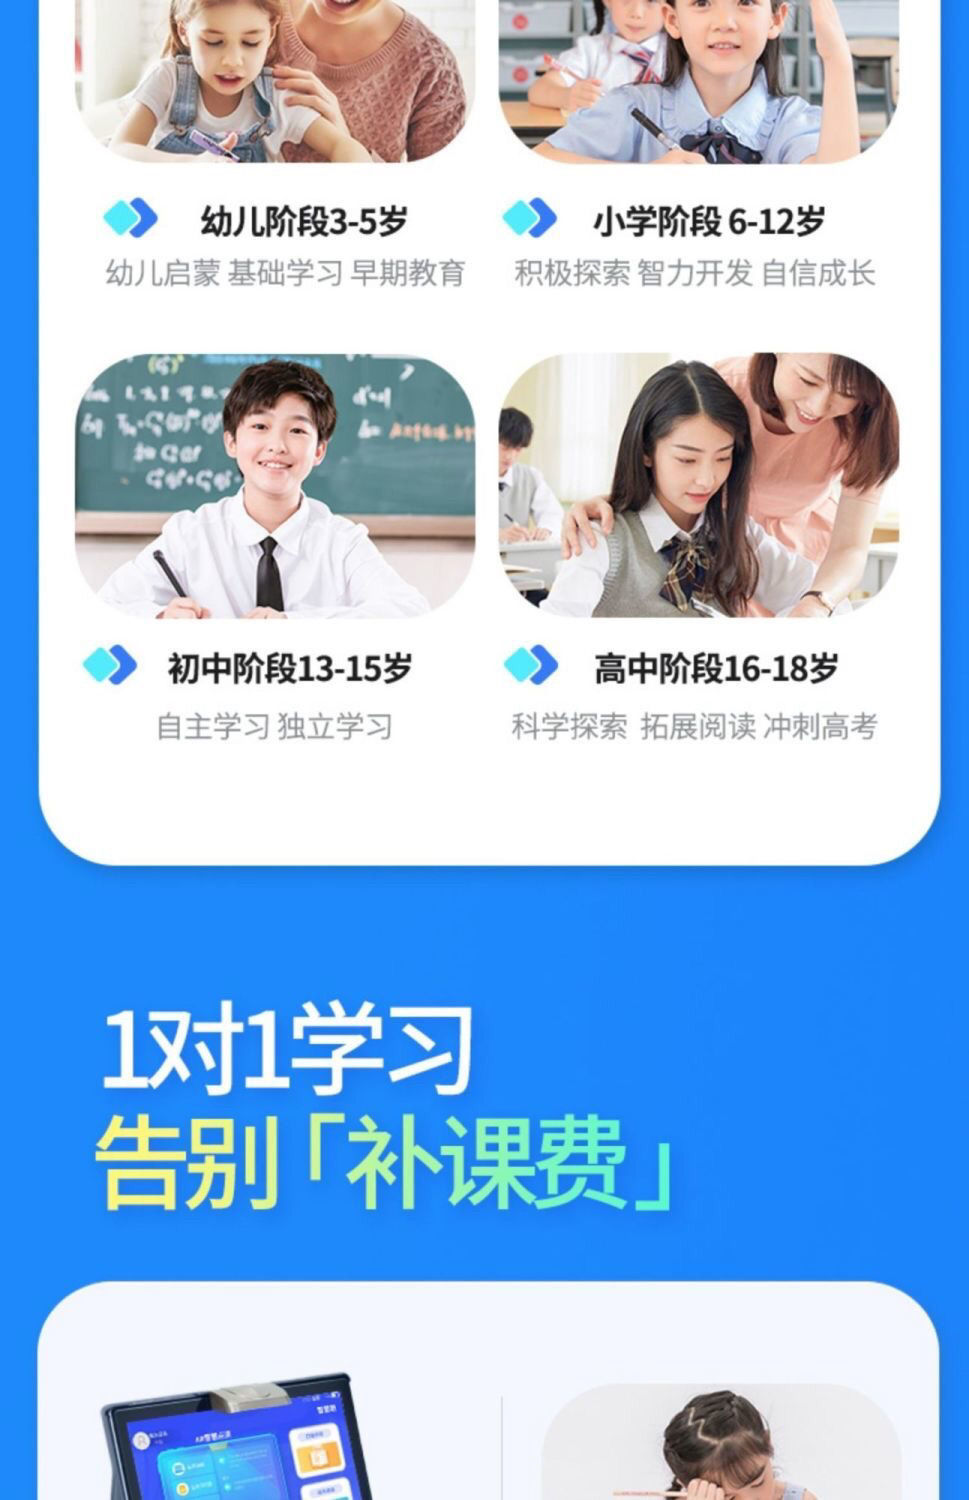 幼儿阶段3-5岁
小学阶段 6-12岁
幼儿启蒙 基础学习 早期教育
积极探索 智力开发 自信成长
初中阶段13-15岁
高中阶段16-18岁
自主学习 独立学习
科学探索 拓展阅读 冲刺高考
1对1学习
告别「补课费」